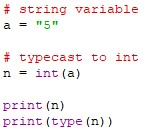 # string variable
a = "5"
# typecast to int
n = int(a)
print(n)
print(type(n))